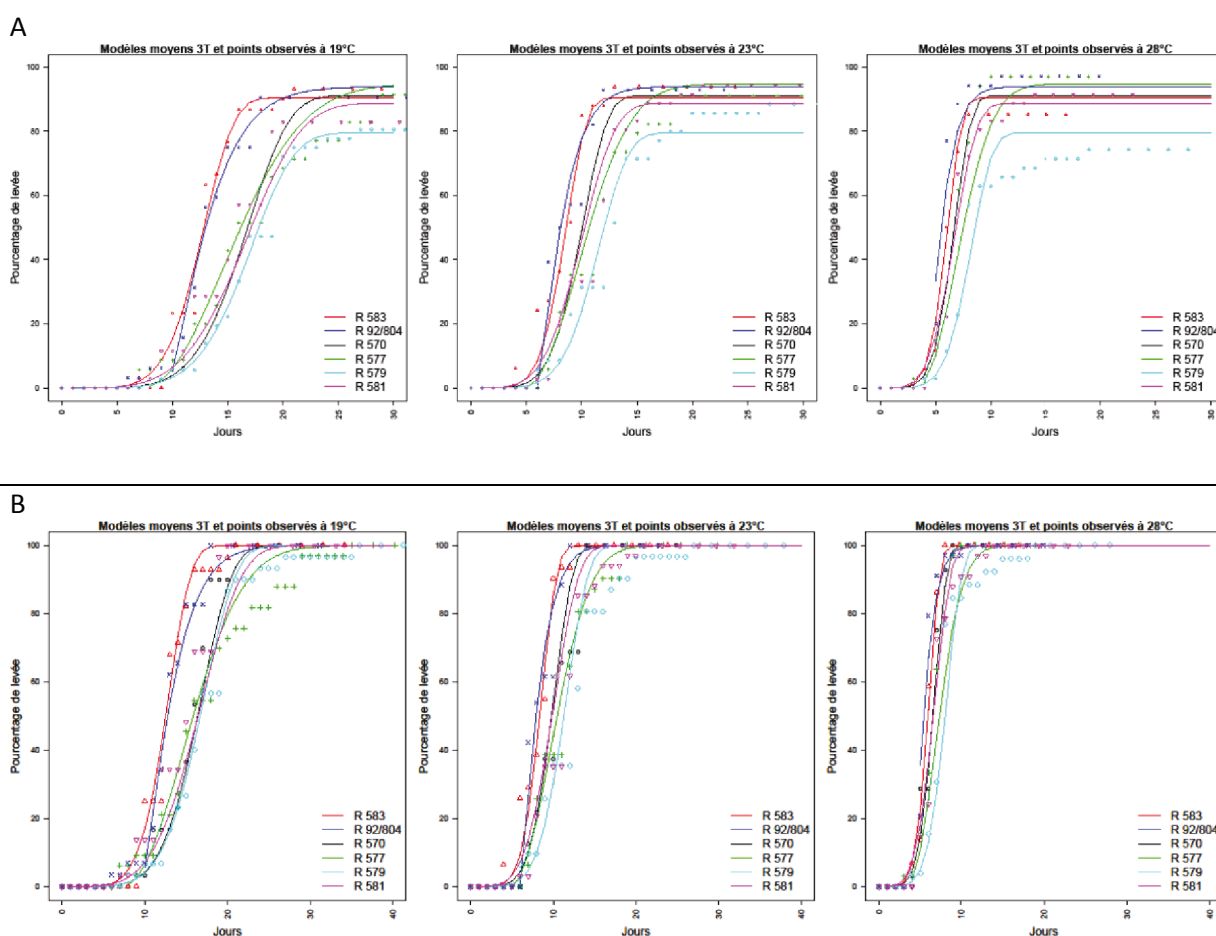 A
Modèles moyens 3T et points observés à 19°C
Pourcentage de levée
100
80
60
40
20
0
0 5 10 15 20 25 30
Jours
R 583
R 92/804
R 570
R 577
R 579
R 581
Modèles moyens 3T et points observés à 23°C
Pourcentage de levée
100
80
60
40
20
0
0 5 10 15 20 25 30
Jours
R 583
R 92/804
R 570
R 577
R 579
R 581
Modèles moyens 3T et points observés à 28°C
Pourcentage de levée
100
80
60
40
20
0
0 5 10 15 20 25 30
Jours
R 583
R 92/804
R 570
R 577
R 579
R 581
B
Modèles moyens 3T et points observés à 19°C
Pourcentage de levée
100
80
60
40
20
0
0 10 20 30 40
Jours
R 583
R 92/804
R 570
R 577
R 579
R 581
Modèles moyens 3T et points observés à 23°C
Pourcentage de levée
100
80
60
40
20
0
0 10 20 30 40
Jours
R 583
R 92/804
R 570
R 577
R 579
R 581
Modèles moyens 3T et points observés à 28°C
Pourcentage de levée
100
80
60
40
20
0
0 10 20 30 40
Jours
R 583
R 92/804
R 570
R 577
R 579
R 581